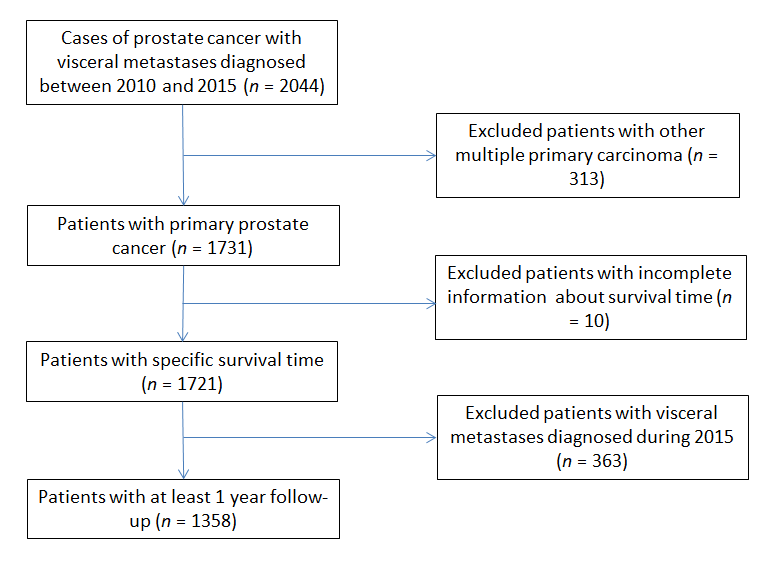 Cases of prostate cancer with
visceral metastases diagnosed
between 2010 and 2015 (n = 2044)
Excluded patients with other
multiple primary carcinoma (n =
313)
Patients with primary prostate
cancer (n = 1731)
Excluded patients with incomplete
information about survival time (n
= 10)
Patients with specific survival time
(n = 1721)
Excluded patients with visceral
metastases diagnosed during 2015
(n = 363)
Patients with at least 1 year follow-
up (n = 1358)